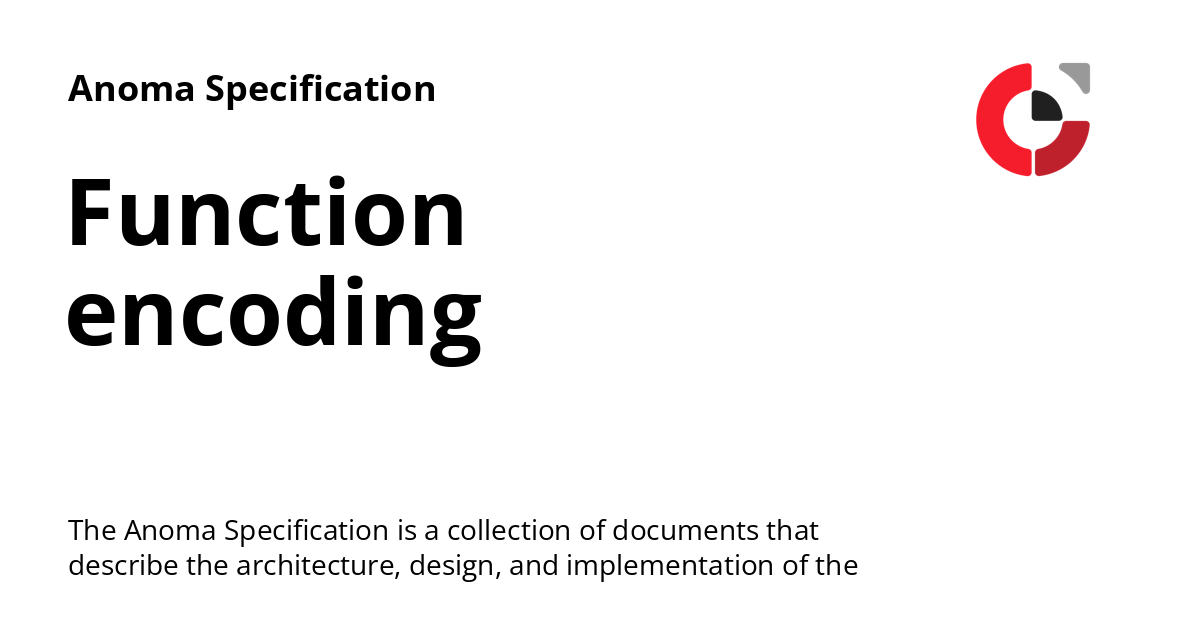 Anoma Specification
Function
encoding
The Anoma Specification is a collection of documents that
describe the architecture, design, and implementation of the